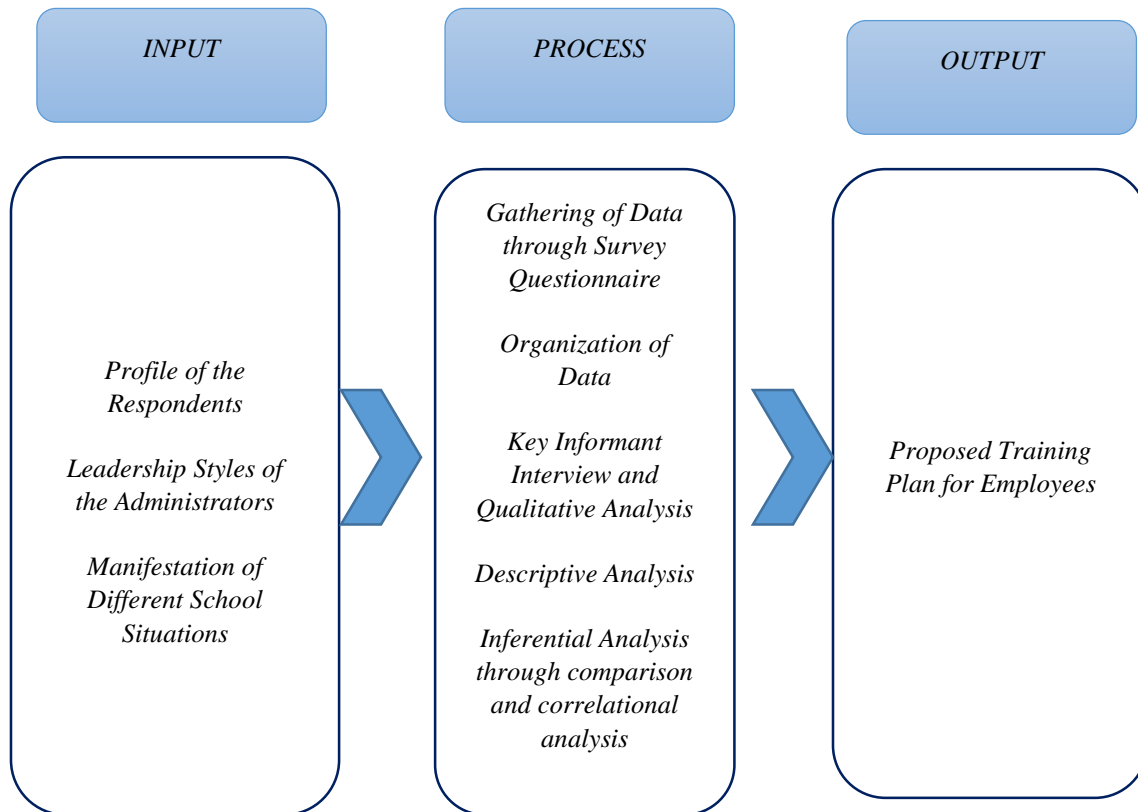 INPUT
PROCESS
OUTPUT
Profile of the
Respondents
Leadership Styles of
the Administrators
Manifestation of
Different School
Situations
Gathering of Data
through Survey
Questionnaire
Organization of
Data
Key Informant
Interview and
Qualitative Analysis
Descriptive Analysis
Inferential Analysis
through comparison
and correlational
analysis
Proposed Training
Plan for Employees